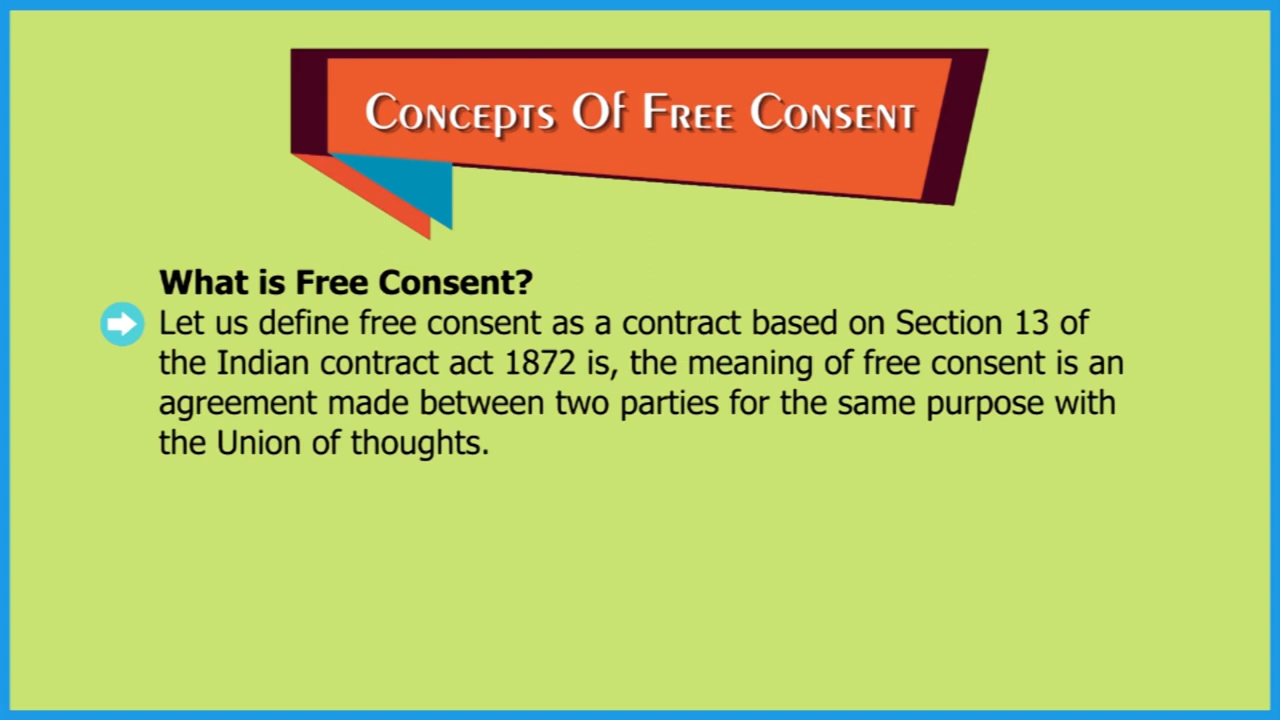 Concepts Of Free Consent
What is Free Consent?
Let us define free consent as a contract based on Section 13 of
the Indian contract act 1872 is, the meaning of free consent is an
agreement made between two parties for the same purpose with
the Union of thoughts.